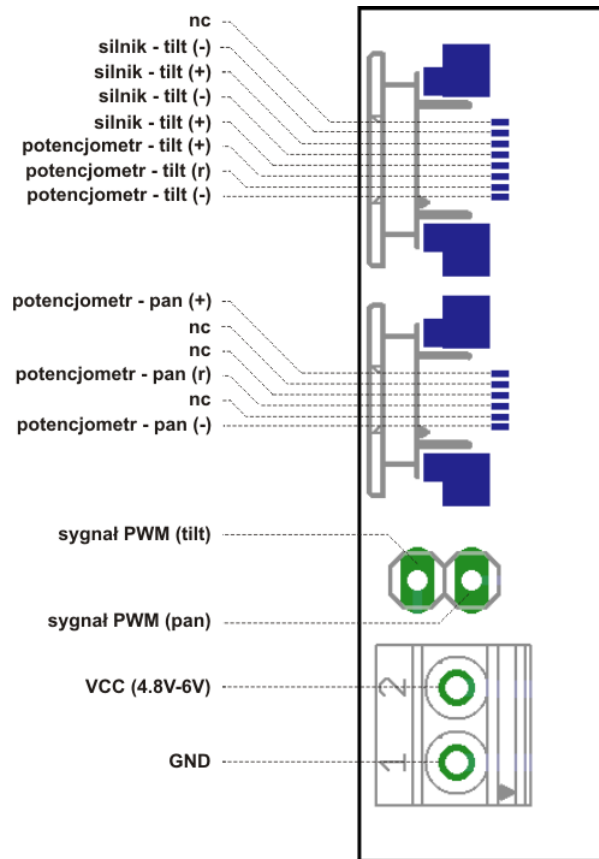 nc
silnik - tilt (-)
silnik - tilt (+)
silnik - tilt (-)
silnik - tilt (+)
potencjometr - tilt (+)
potencjometr - tilt (r)
potencjometr - tilt (-)
potencjometr - pan (+)
nc
nc
potencjometr - pan (r)
nc
potencjometr - pan (-)
sygnał PWM (tilt)
sygnał PWM (pan)
VCC (4.8V-6V)
2
GND
1